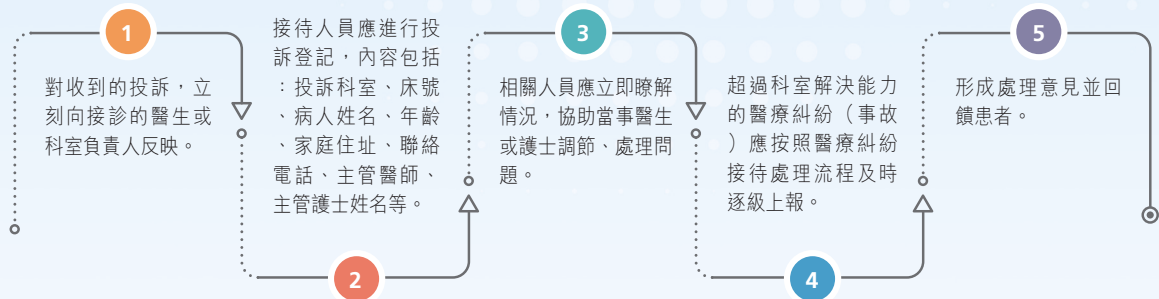 1
對收到的投訴，立
刻向接診的醫生或
科室負責人反映。
2
接待人員應進行投
訴登記，內容包括
：投訴科室、床號
、病人姓名、年齡
、家庭住址、聯絡
電話、主管醫師、
主管護士姓名等。
3
相關人員應立即瞭解
情況，協助當事醫生
或護士調節、處理問
題。
4
超過科室解決能力
的醫療糾紛（事故
）應按照醫療糾紛
接待處理流程及時
逐級上報。
5
形成處理意見並回
饋患者。